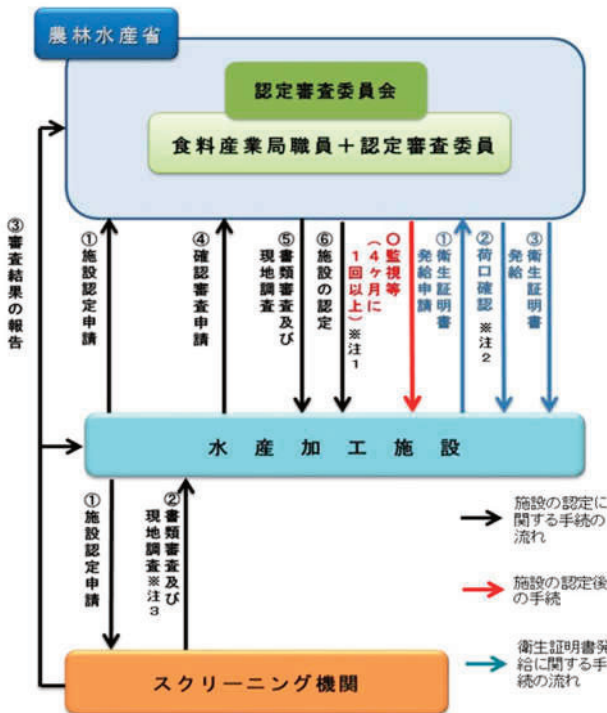 農林水産省
認定審査委員会
食料産業局職員＋認定審査委員
③審査結果の報告
①施設認定申請
④確認審査申請
⑤書類審査及び
現地調査
⑥施設の認定
〇監視等
（４ヶ月に
１回以上）※注１
①衛生証明書
発給申請
②荷口確認 ※注２
③衛生証明書
発給
水産加工施設
①施設認定申請
②書類審査及び
現地調査※注３
スクリーニング機関
施設の認定に
関する手続の
流れ
施設の認定後
の手続
衛生証明書発
給に関する手
続の流れ